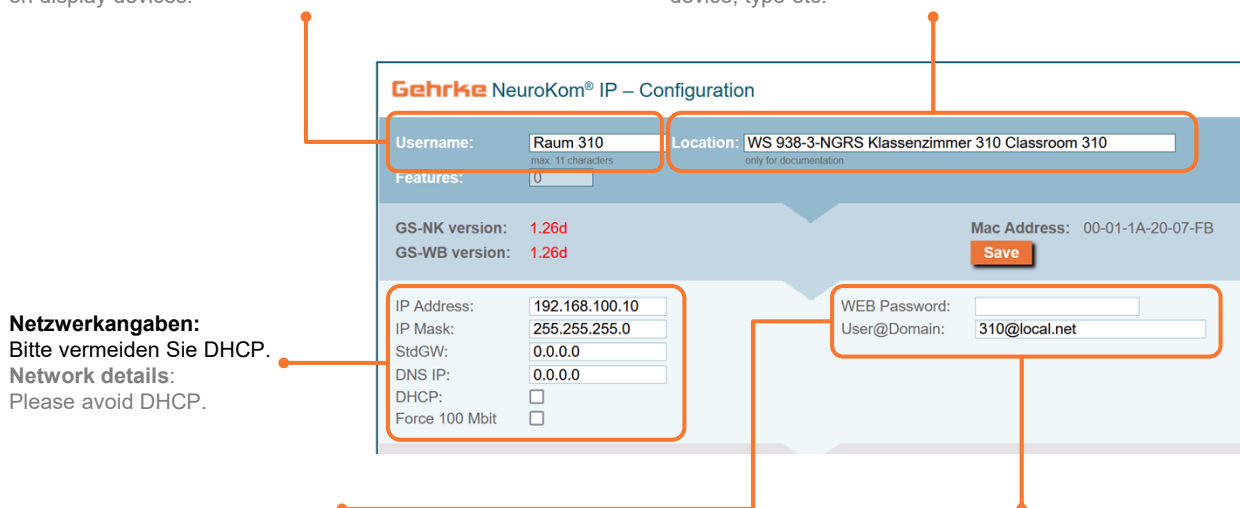 on display devices.
device, type etc.
Gehrke NeuroKom® IP – Configuration
Username: Raum 310 Location: WS 938-3-NGRS Klassenzimmer 310 Classroom 310
max. 11 characters only for documentation
Features: 0
GS-NK version: 1.26d Mac Address: 00-01-1A-20-07-FB
GS-WB version: 1.26d Save
IP Address: 192.168.100.10 WEB Password:
IP Mask: 255.255.255.0 User@Domain: 310@local.net
StdGW: 0.0.0.0
DNS IP: 0.0.0.0
DHCP:
Force 100 Mbit
Netzwerkangaben:
Bitte vermeiden Sie DHCP.
Network details:
Please avoid DHCP.